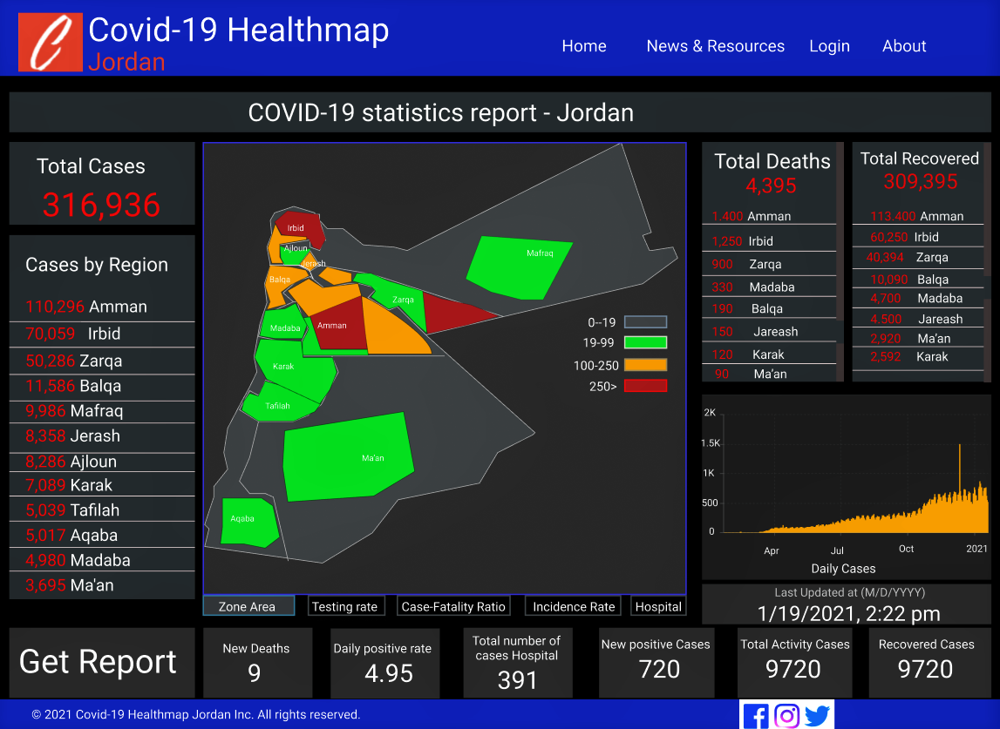 C
Covid-19 Healthmap
Jordan
Home
News & Resources
Login
About
COVID-19 statistics report - Jordan
Total Cases
316,936
Cases by Region
110,296 Amman
70,059 Irbid
50,286 Zarqa
11,586 Balqa
9,986 Mafraq
8,358 Jerash
8,286 Ajloun
7,089 Karak
5,039 Tafilah
5,017 Aqaba
4,980 Madaba
3,695 Ma'an
Irbid
Ajloun
Jerash
Balqa
Mafraq
Zarqa
Amman
Madaba
Karak
Tafilah
Ma'an
Aqaba
0--19
19-99
100-250
250>
Zone Area
Testing rate
Case-Fatality Ratio
Incidence Rate
Hospital
Total Deaths
4,395
1.400 Amman
1,250 Irbid
900 Zarqa
330 Madaba
190 Balqa
150 Jareash
120 Karak
90 Ma'an
Total Recovered
309,395
113.400 Amman
60,250 Irbid
40,394 Zarqa
10,090 Balqa
4,700 Madaba
4.500 Jareash
2,920 Ma'an
2,592 Karak
2K
1.5K
1K
500
0
Apr
Jul
Oct
2021
Daily Cases
Last Updated at (M/D/YYYY)
1/19/2021, 2:22 pm
Get Report
New Deaths
9
Daily positive rate
4.95
Total number of
cases Hospital
391
New positive Cases
720
Total Activity Cases
9720
Recovered Cases
9720
© 2021 Covid-19 Healthmap Jordan Inc. All rights reserved.